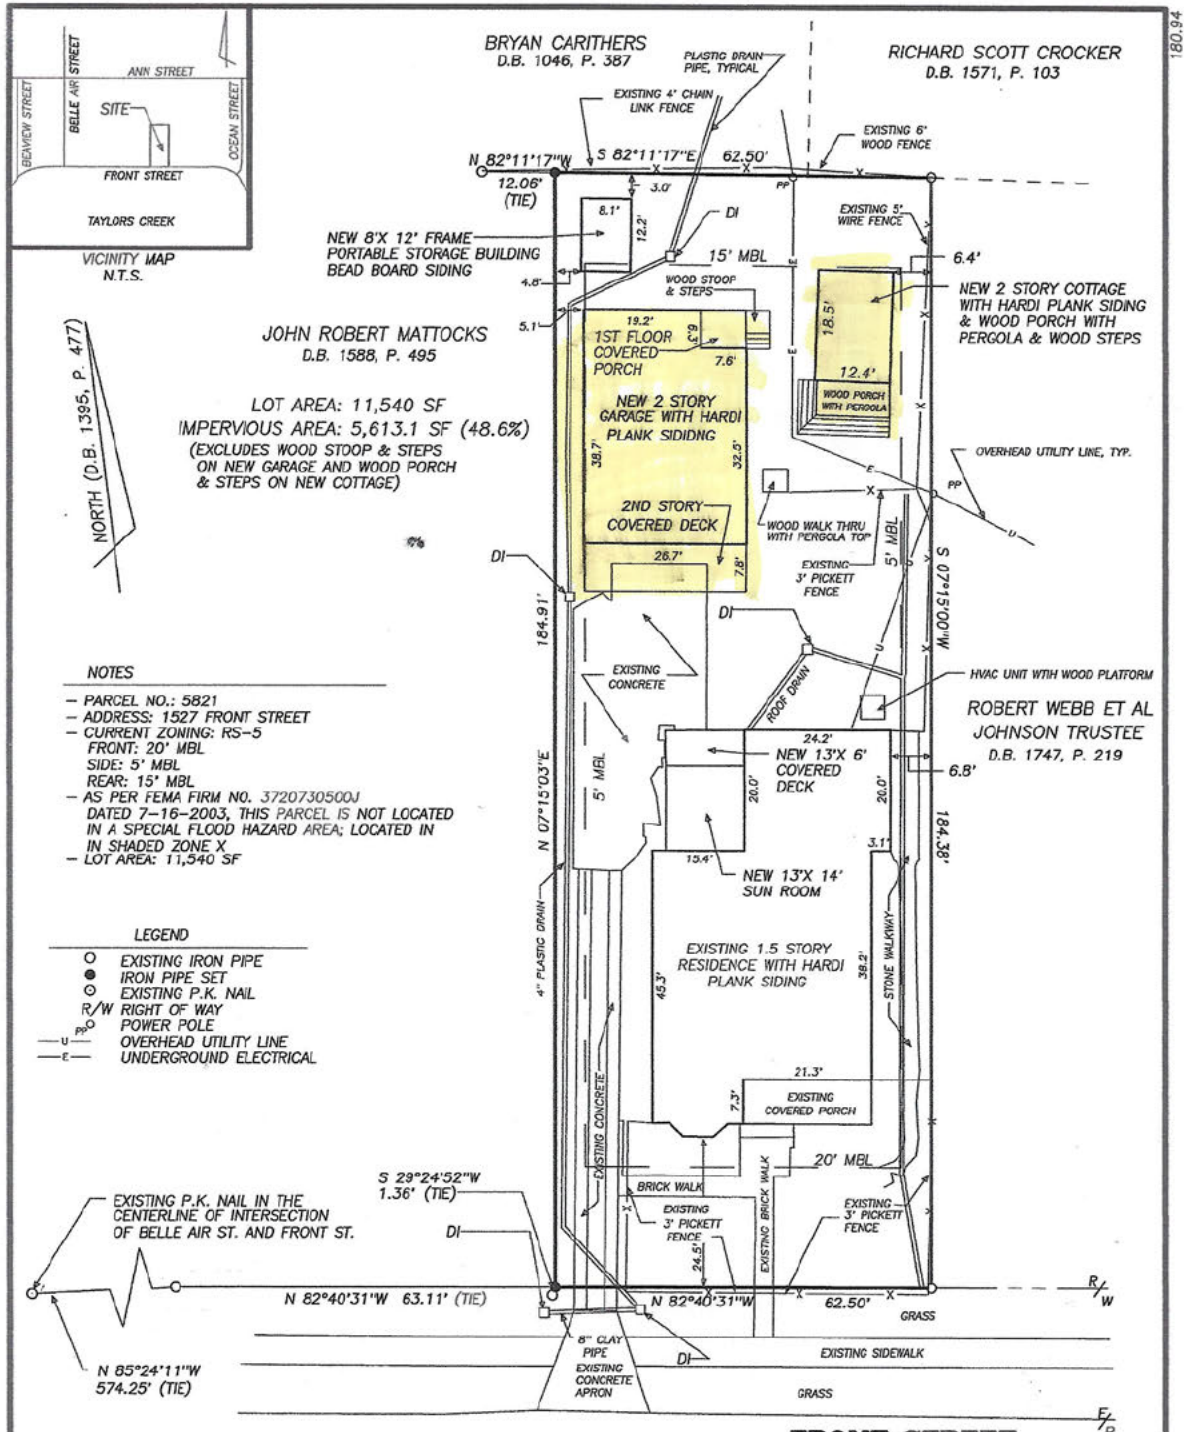 180.94
BRYAN CARITHERS
D.B. 1046, P. 387
PLASTIC DRAIN
PIPE, TYPICAL
RICHARD SCOTT CROCKER
D.B. 1571, P. 103
BELLE AIR STREET
ANN STREET
BEAVIEW STREET
SITE
OCEAN STREET
FRONT STREET
TAYLORS CREEK
VICINITY MAP
N.T.S.
EXISTING 4' CHAIN
LINK FENCE
EXISTING 6'
WOOD FENCE
N 82°11'17"W
12.06'
(TIE)
S 82°11'17"E 62.50'
X
X
X
PP
3.0'
8.1'
12.2'
DI
EXISTING 5'
WIRE FENCE
NEW 8'X 12' FRAME
PORTABLE STORAGE BUILDING
BEAD BOARD SIDING
4.8'
15' MBL
E
6.4'
WOOD STOOP
& STEPS
NEW 2 STORY COTTAGE
WITH HARDI PLANK SIDING
& WOOD PORCH WITH
PERGOLA & WOOD STEPS
18.5'
12.4'
WOOD PORCH
WITH PERGOLA
5.1'
19.2'
6.3'
7.6'
1ST FLOOR
COVERED
PORCH
JOHN ROBERT MATTOCKS
D.B. 1588, P. 495
NORTH (D.B. 1395, P. 477)
LOT AREA: 11,540 SF
IMPERVIOUS AREA: 5,613.1 SF (48.6%)
(EXCLUDES WOOD STOOP & STEPS
ON NEW GARAGE AND WOOD PORCH
& STEPS ON NEW COTTAGE)
NEW 2 STORY
GARAGE WITH HARDI
PLANK SIDIDNG
38.7'
32.5'
E
E
X
OVERHEAD UTILITY LINE, TYP.
PP
U
2ND STORY
COVERED DECK
26.7'
7.8'
WOOD WALK THRU
WITH PERGOLA TOP
EXISTING
3' PICKETT
FENCE
5' MBL
S 07°15'00"W
DI
184.91'
DI
EXISTING
CONCRETE
ROOF DRAIN
U
U
HVAC UNIT WTIH WOOD PLATFORM
ROBERT WEBB ET AL
JOHNSON TRUSTEE
D.B. 1747, P. 219
NOTES
– PARCEL NO.: 5821
– ADDRESS: 1527 FRONT STREET
– CURRENT ZONING: RS-5
FRONT: 20' MBL
SIDE: 5' MBL
REAR: 15' MBL
– AS PER FEMA FIRM NO. 3720730500J
DATED 7-16-2003, THIS PARCEL IS NOT LOCATED
IN A SPECIAL FLOOD HAZARD AREA; LOCATED IN
IN SHADED ZONE X
– LOT AREA: 11,540 SF
N 07°15'03"E
5' MBL
24.2'
NEW 13'X 6'
COVERED
DECK
20.0'
20.0'
6.8'
184.38'
15.4'
3.1'
NEW 13'X 14'
SUN ROOM
4" PLASTIC DRAIN
EXISTING 1.5 STORY
RESIDENCE WITH HARDI
PLANK SIDING
45.3'
38.2'
STONE WALKWAY
LEGEND
EXISTING IRON PIPE
IRON PIPE SET
EXISTING P.K. NAIL
R/W RIGHT OF WAY
PP POWER POLE
U OVERHEAD UTILITY LINE
E UNDERGROUND ELECTRICAL
EXISTING CONCRETE
21.3'
7.3'
EXISTING
COVERED PORCH
20' MBL
BRICK WALK
EXISTING BRICK WALK
EXISTING
3' PICKETT
FENCE
EXISTING
3' PICKETT
FENCE
24.5'
S 29°24'52"W
1.36' (TIE)
DI
EXISTING P.K. NAIL IN THE
CENTERLINE OF INTERSECTION
OF BELLE AIR ST. AND FRONT ST.
N 82°40'31"W 63.11' (TIE)
N 82°40'31"W 62.50'
R/W
GRASS
N 85°24'11"W
574.25' (TIE)
8" CLAY
PIPE
DI
EXISTING SIDEWALK
EXISTING
CONCRETE
APRON
GRASS
E/P
FRONT STREET